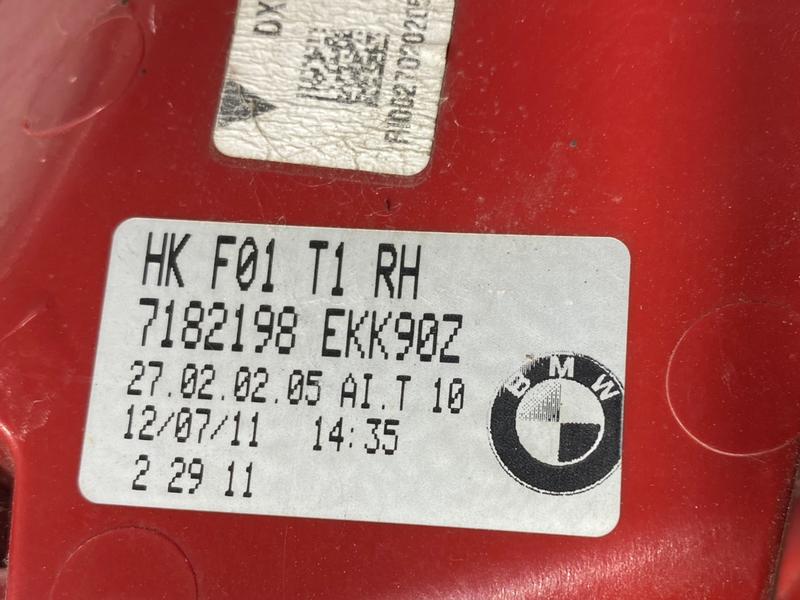 DX
HK F01 T1 RH
7182198 EKK90Z
27.02.02.05 AI.T 10
12/07/11 14:35
2 29 11
BMW